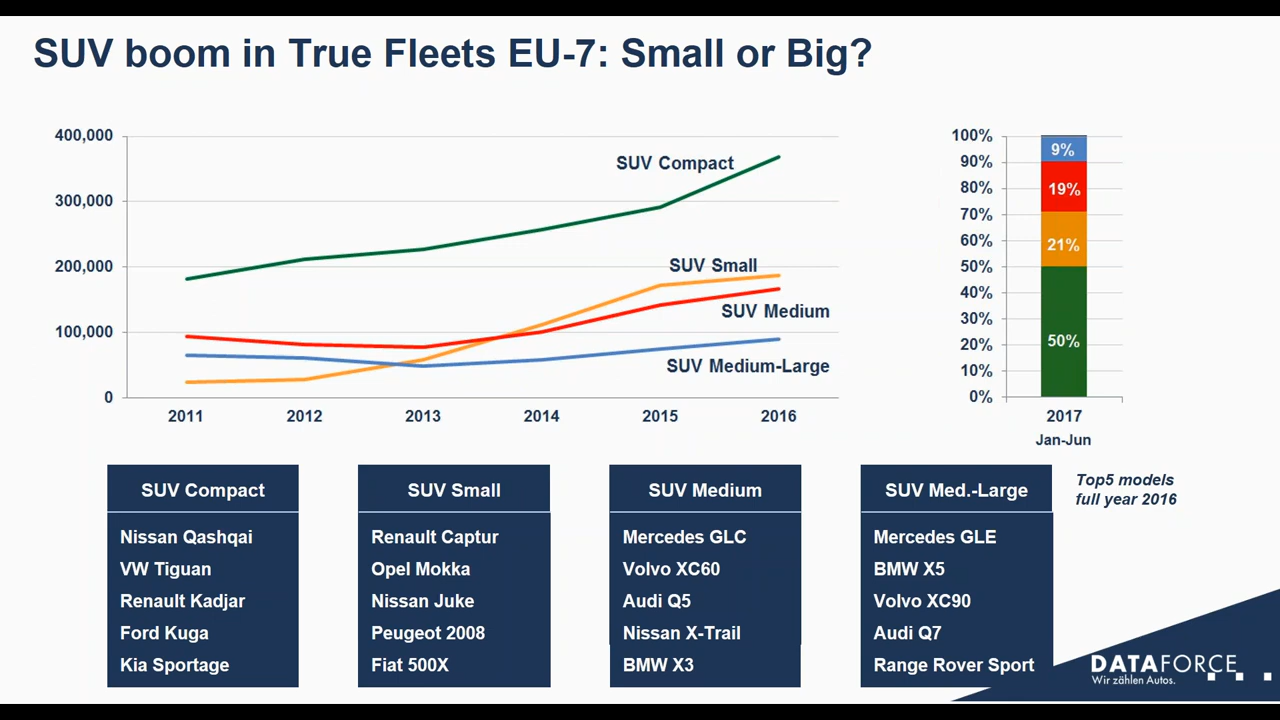 SUV boom in True Fleets EU-7: Small or Big?
400,000
300,000
200,000
100,000
0
SUV Compact
SUV Small
SUV Medium
SUV Medium-Large
2011 2012 2013 2014 2015 2016
100%
90%
80%
70%
60%
50%
40%
30%
20%
10%
0%
9%
19%
21%
50%
2017
Jan-Jun
SUV Compact
Nissan Qashqai
VW Tiguan
Renault Kadjar
Ford Kuga
Kia Sportage
SUV Small
Renault Captur
Opel Mokka
Nissan Juke
Peugeot 2008
Fiat 500X
SUV Medium
Mercedes GLC
Volvo XC60
Audi Q5
Nissan X-Trail
BMW X3
SUV Med.-Large
Mercedes GLE
BMW X5
Volvo XC90
Audi Q7
Range Rover Sport
Top5 models
full year 2016
DATAFORCE
Wir zählen Autos.